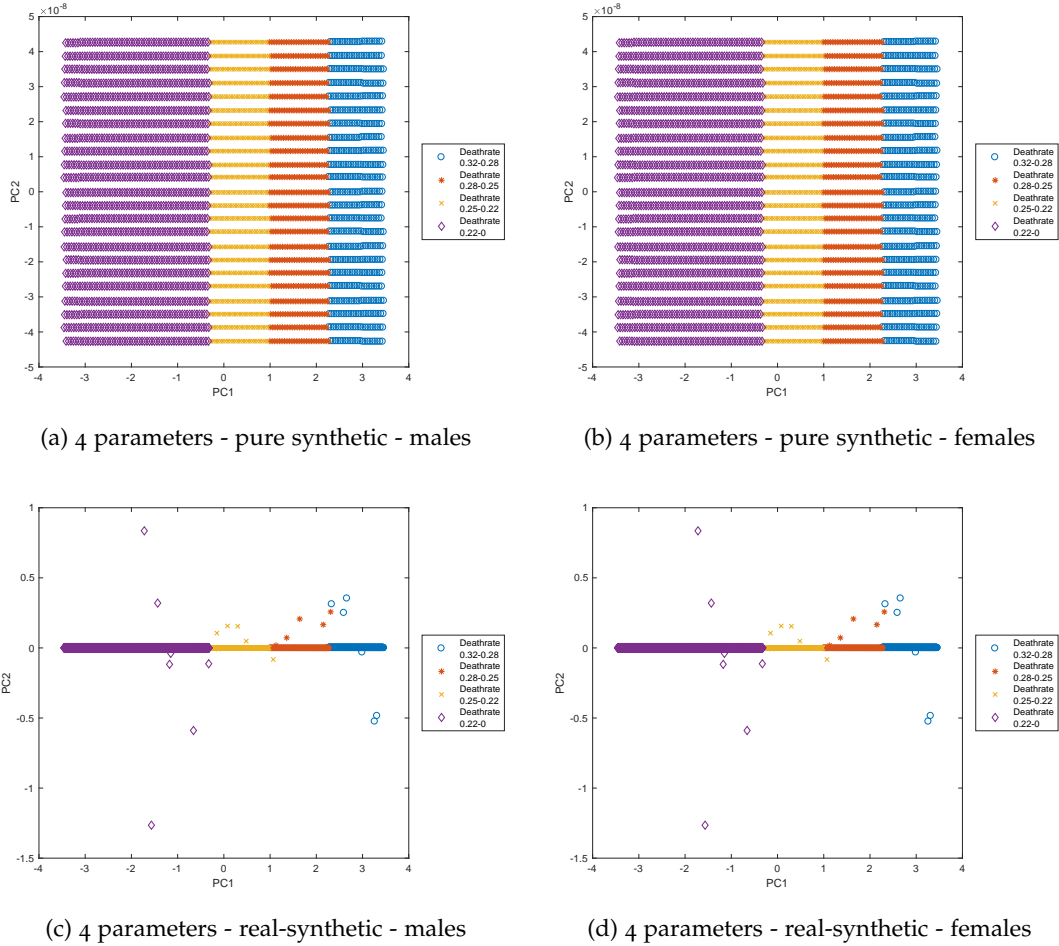 ×10-8
5
4
3
2
1
0
-1
-2
-3
-4
-5
PC2
-4 -3 -2 -1 0 1 2 3 4
PC1
Deathrate
0.32-0.28
Deathrate
0.28-0.25
Deathrate
0.25-0.22
Deathrate
0.22-0
(a) 4 parameters - pure synthetic - males
×10-8
5
4
3
2
1
0
-1
-2
-3
-4
-5
PC2
-4 -3 -2 -1 0 1 2 3 4
PC1
Deathrate
0.32-0.28
Deathrate
0.28-0.25
Deathrate
0.25-0.22
Deathrate
0.22-0
(b) 4 parameters - pure synthetic - females
1
0.5
0
-0.5
-1
-1.5
PC2
-4 -3 -2 -1 0 1 2 3 4
PC1
Deathrate
0.32-0.28
Deathrate
0.28-0.25
Deathrate
0.25-0.22
Deathrate
0.22-0
(c) 4 parameters - real-synthetic - males
1
0.5
0
-0.5
-1
-1.5
PC2
-4 -3 -2 -1 0 1 2 3 4
PC1
Deathrate
0.32-0.28
Deathrate
0.28-0.25
Deathrate
0.25-0.22
Deathrate
0.22-0
(d) 4 parameters - real-synthetic - females